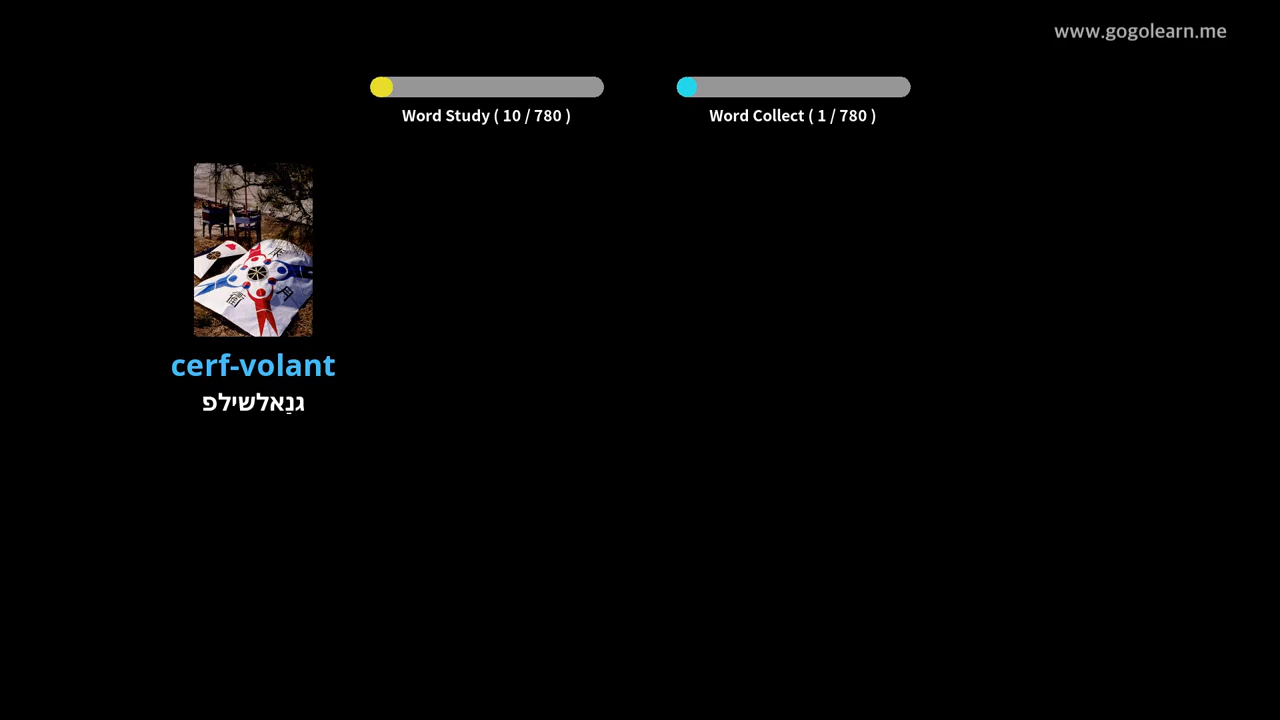 www.gogolearn.me
Word Study ( 10 / 780 )
Word Collect ( 1 / 780 )
cerf-volant
גנַאלשילפ